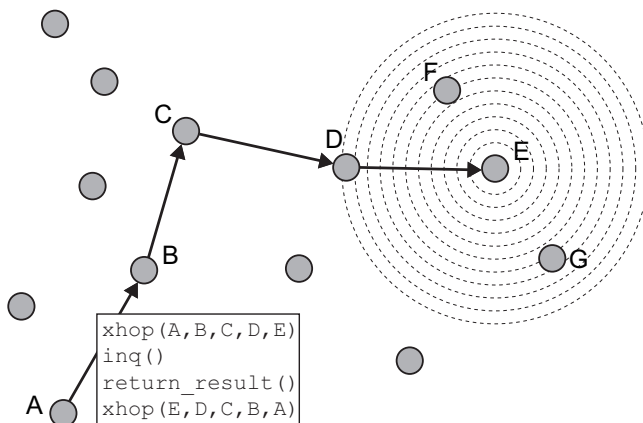 F
C
D
E
B
G
xhop(A,B,C,D,E)
inq()
return_result()
xhop(E,D,C,B,A)
A